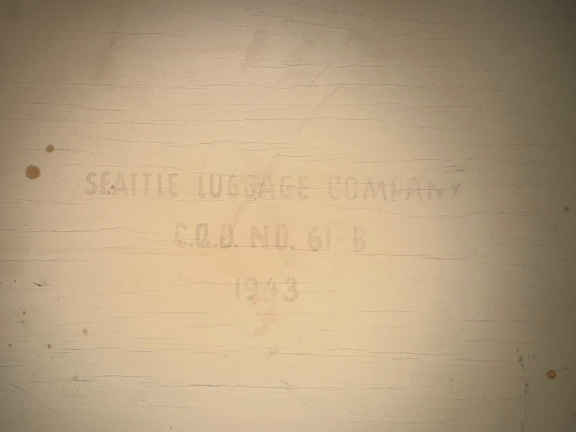 SEATTLE LUGGAGE COMPANY
C.Q.D. NO. 61-B
1943